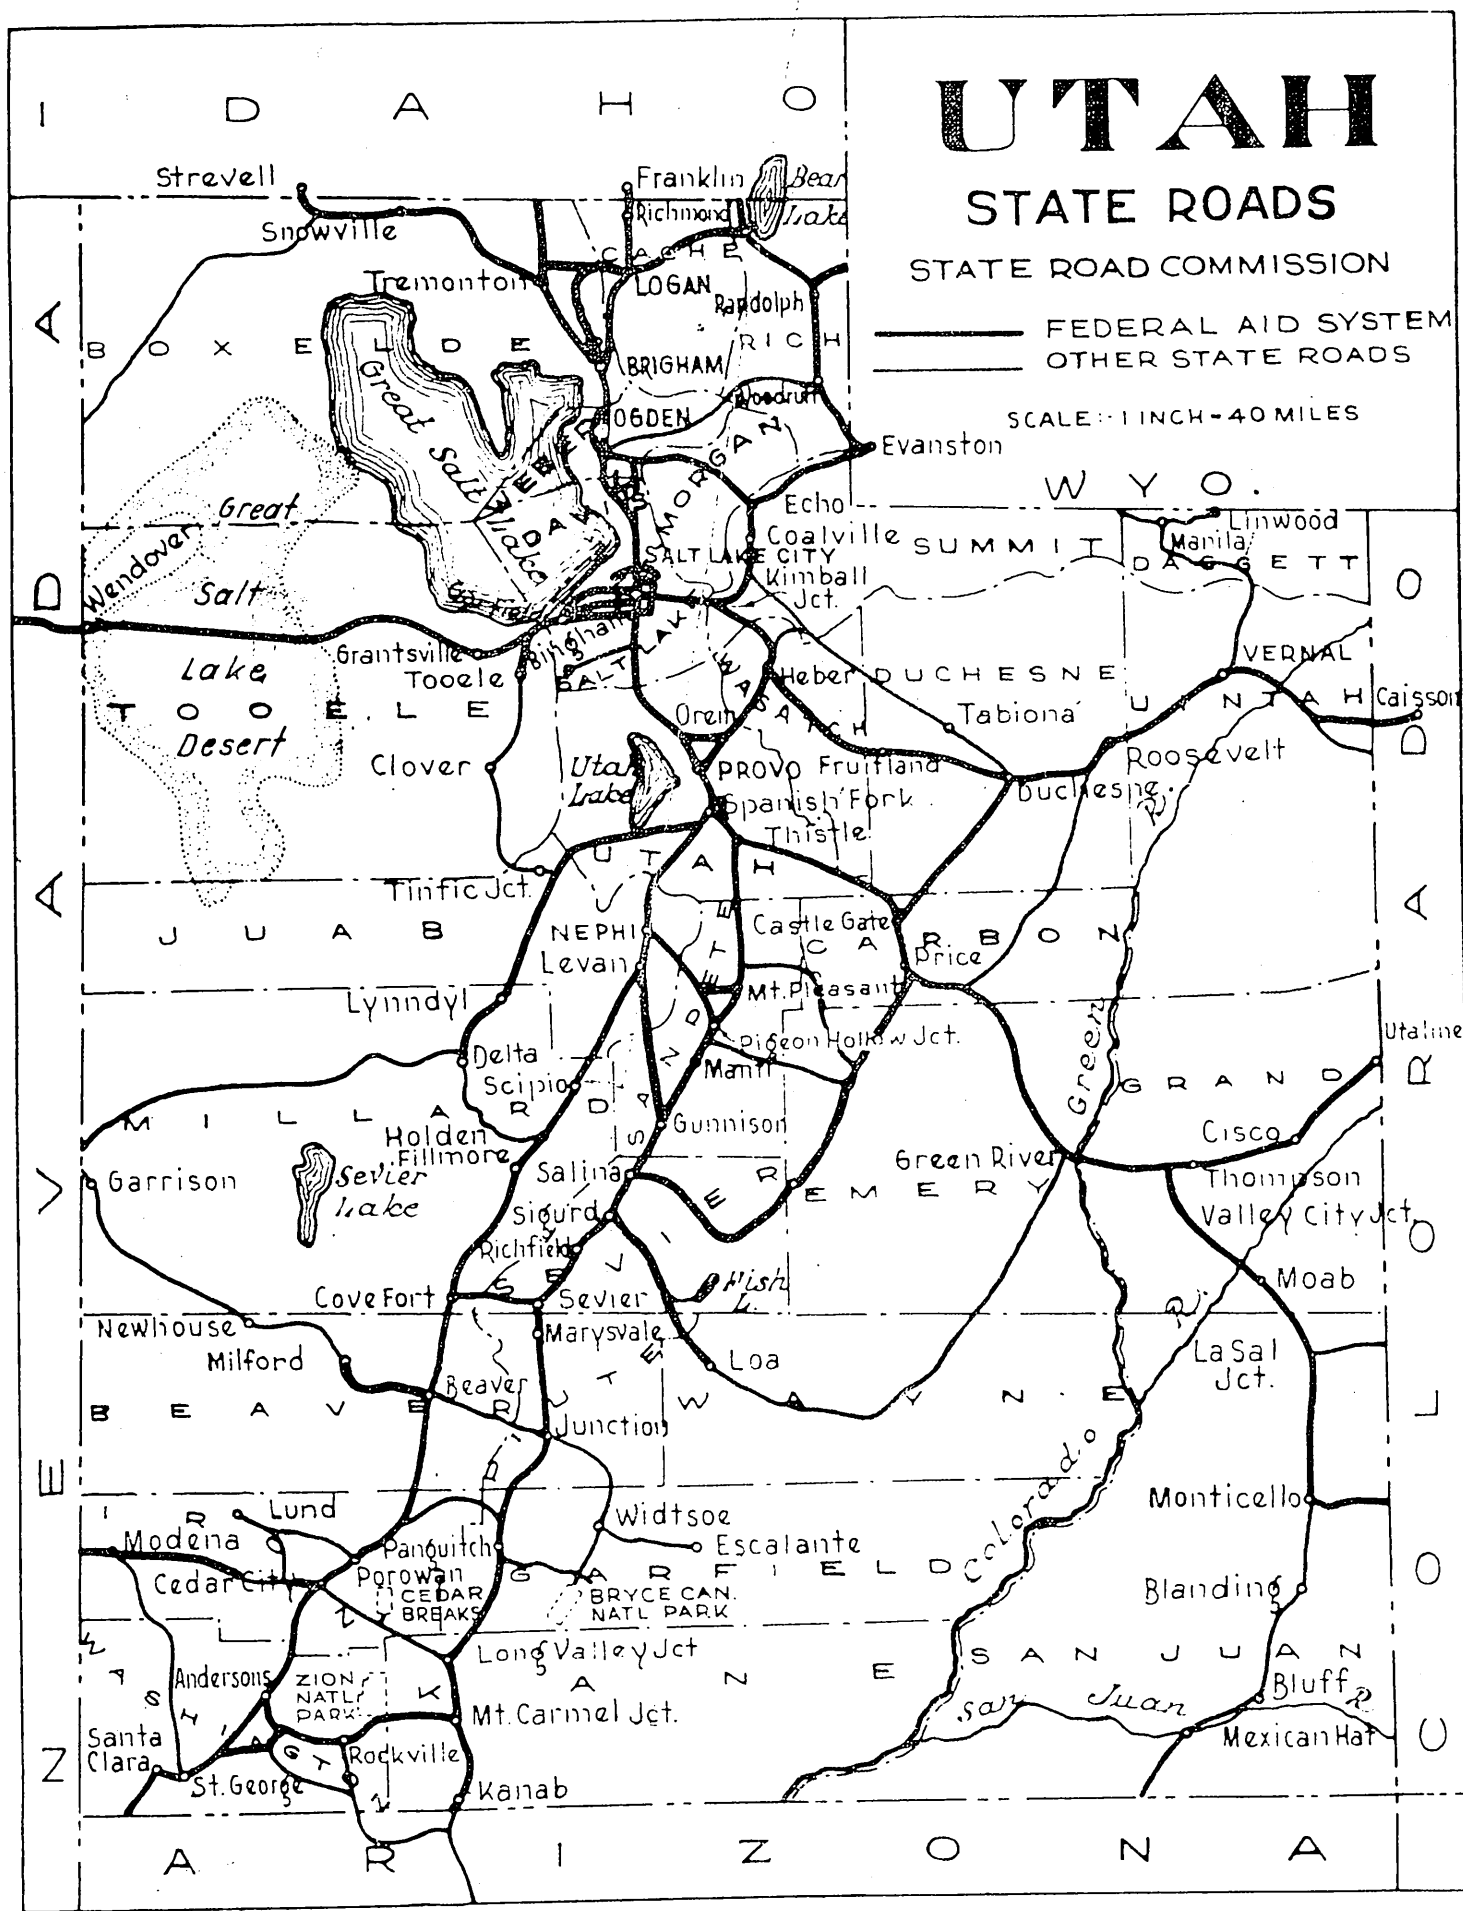 UTAH
STATE ROADS
STATE ROAD COMMISSION
FEDERAL AID SYSTEM
OTHER STATE ROADS
SCALE:- 1 INCH - 40 MILES
IDAHO
WYO.
NEVADA
COLORADO
ARIZONA
Strevell
Franklin
Bear
Lake
Richmond
Snowville
CACHE
Tremonton
LOGAN
Randolph
BOX ELDER
RICH
BRIGHAM
Woodruff
Great Salt Lake
OGDEN
WEBER
MORGAN
Evanston
DAVIS
Echo
Coalville
SUMMIT
Linwood
Manila
DAGGETT
Great
Salt
Lake
Desert
Wendover
SALT LAKE CITY
Kimball
Jct.
Garfield
Bingham
SALT LAKE
Grantsville
Tooele
TOOELE
WASATCH
Heber
DUCHESNE
VERNAL
UINTAH
Caisson
Orem
Tabiona
Clover
Utah
Lake
PROVO
Fruitland
Roosevelt
Duchesne
Spanish Fork
Thistle
UTAH
Tintic Jct.
JUAB
NEPHI
Castle Gate
CARBON
Levan
Price
Lynndyl
Mt. Pleasant
SANPETE
Pigeon Hollow Jct.
Green
R.
Utaline
Delta
Scipio
Manti
GRAND
MILLARD
Holden
Fillmore
Gunnison
Cisco
Garrison
Sevier
Lake
Salina
Green River
Thompson
EMERY
Sigurd
Valley City Jct.
Richfield
SEVIER
Fish
L.
Moab
Cove Fort
Sevier
Newhouse
Marysvale
Milford
Loa
La Sal
Jct.
Beaver
BEAVER
PIUTE
WAYNE
Junction
Colorado
R.
Monticello
Lund
IRON
Widtsoe
Modena
Panguitch
Escalante
Cedar City
Porowan
GARFIELD
CEDAR
BREAKS
BRYCE CAN.
NATL PARK
Blanding
Long Valley Jct
SAN JUAN
WASHINGTON
Andersons
ZION
NATL
PARK
KANE
San Juan R.
Bluff
Santa
Clara
Mt. Carmel Jct.
Rockville
Mexican Hat
St. George
Kanab